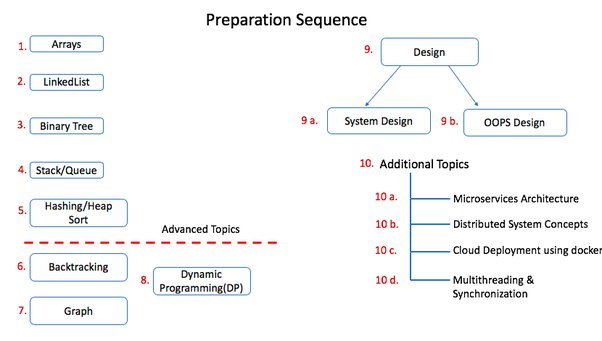 Preparation Sequence
1. Arrays
2. LinkedList
3. Binary Tree
4. Stack/Queue
5. Hashing/Heap
Sort
Advanced Topics
6. Backtracking
8. Dynamic
Programming(DP)
7. Graph
9. Design
9 a. System Design
9 b. OOPS Design
10. Additional Topics
10 a. Microservices Architecture
10 b. Distributed System Concepts
10 c. Cloud Deployment using docker
10 d. Multithreading &
Synchronization